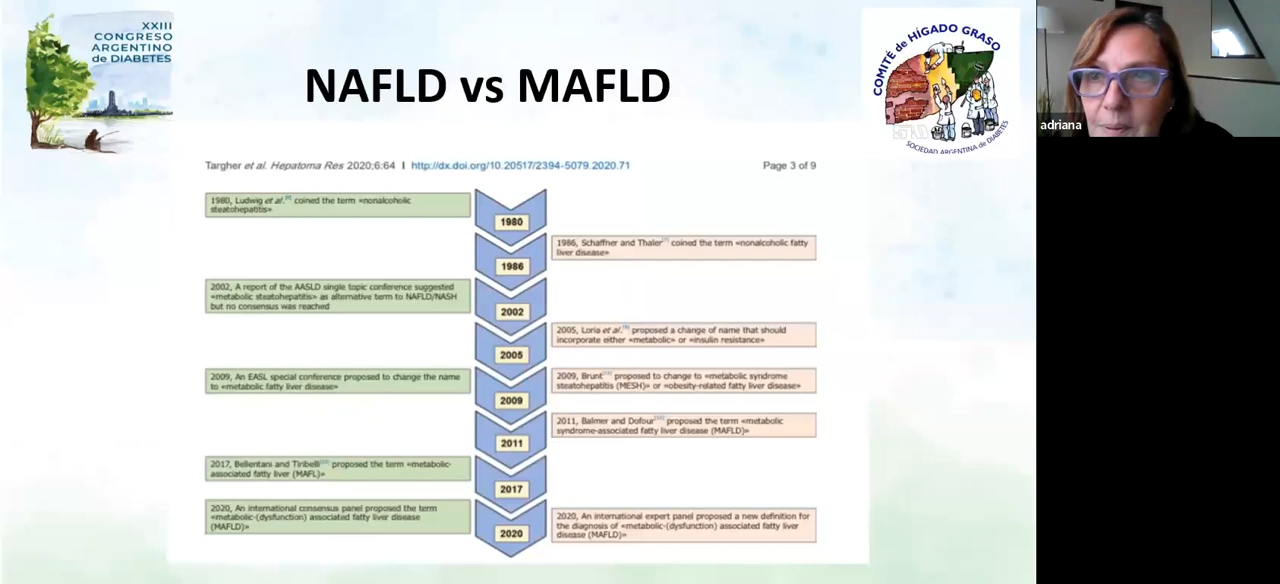 XXIII
CONGRESO
ARGENTINO
de DIABETES
NAFLD vs MAFLD
COMITÉ de HÍGADO GRASO
SOCIEDAD ARGENTINA de DIABETES
adriana
Targher et al. Hepatoma Res 2020;6:64 I http://dx.doi.org/10.20517/2394-5079.2020.71
Page 3 of 9
1980, Ludwig et al. coined the term «nonalcoholic
steatohepatitis»
1980
1986, Schaffner and Thaler coined the term «nonalcoholic fatty
liver disease»
1986
2002, A report of the AASLD single topic conference suggested
«metabolic steatohepatitis» as alternative term to NAFLD/NASH
but no consensus was reached
2002
2005, Loria et al. proposed a change of name that should
incorporate either «metabolic» or «insulin resistance»
2005
2009, An EASL special conference proposed to change the name
to «metabolic fatty liver disease»
2009, Brunt proposed to change to «metabolic syndrome
steatohepatitis (MESH)» or «obesity-related fatty liver disease»
2009
2011, Balmer and Dofour proposed the term «metabolic
syndrome-associated fatty liver disease (MAFLD)»
2011
2017, Bellentani and Tiribelli proposed the term «metabolic-
associated fatty liver (MAFL)»
2017
2020, An international consensus panel proposed the term
«metabolic-(dysfunction) associated fatty liver disease
(MAFLD)»
2020, An international expert panel proposed a new definition for
the diagnosis of «metabolic-(dysfunction) associated fatty liver
disease (MAFLD)»
2020